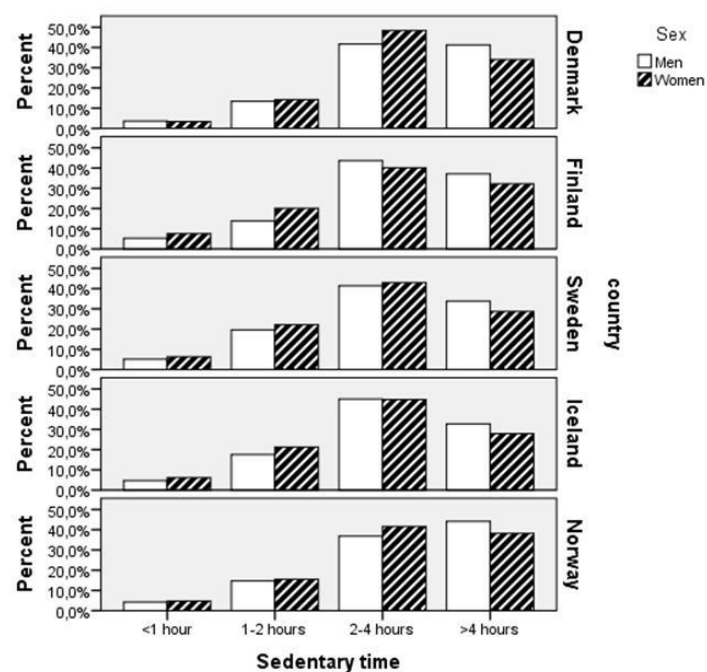 Sex
Men
Women
Percent
50,0%
40,0%
30,0%
20,0%
10,0%
0,0%
Denmark
Percent
50,0%
40,0%
30,0%
20,0%
10,0%
0,0%
Finland
Percent
50,0%
40,0%
30,0%
20,0%
10,0%
0,0%
Sweden
country
Percent
50,0%
40,0%
30,0%
20,0%
10,0%
0,0%
Iceland
Percent
50,0%
40,0%
30,0%
20,0%
10,0%
0,0%
Norway
<1 hour 1-2 hours 2-4 hours >4 hours
Sedentary time